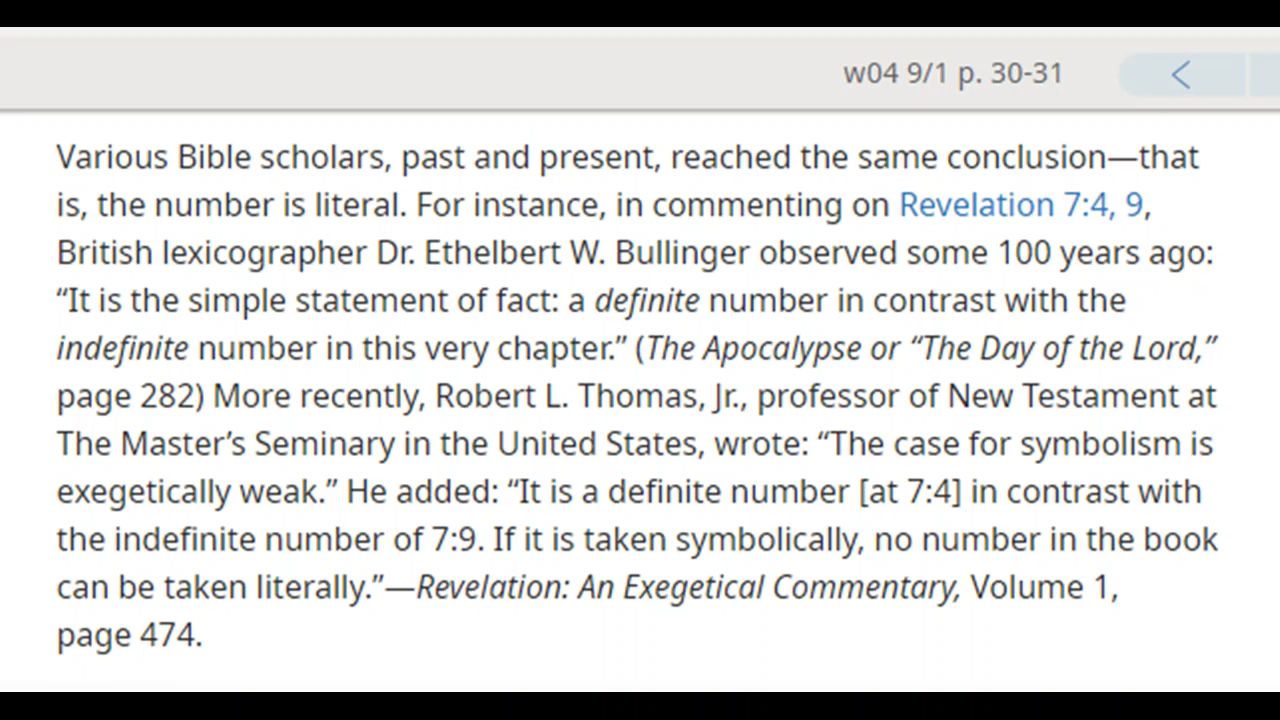 w04 9/1 p. 30-31
Various Bible scholars, past and present, reached the same conclusion—that
is, the number is literal. For instance, in commenting on Revelation 7:4, 9,
British lexicographer Dr. Ethelbert W. Bullinger observed some 100 years ago:
“It is the simple statement of fact: a definite number in contrast with the
indefinite number in this very chapter.” (The Apocalypse or “The Day of the Lord,”
page 282) More recently, Robert L. Thomas, Jr., professor of New Testament at
The Master’s Seminary in the United States, wrote: “The case for symbolism is
exegetically weak.” He added: “It is a definite number [at 7:4] in contrast with
the indefinite number of 7:9. If it is taken symbolically, no number in the book
can be taken literally.”—Revelation: An Exegetical Commentary, Volume 1,
page 474.